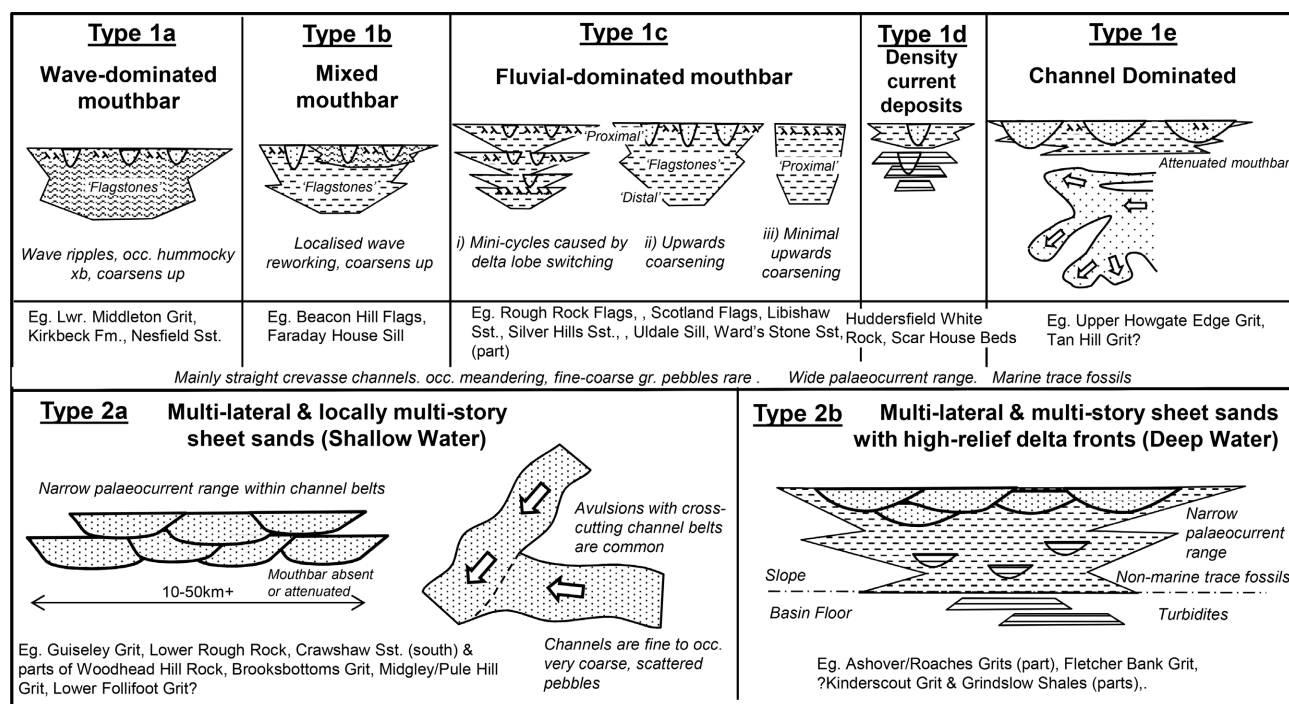 Type 1a
Wave-dominated
mouthbar
'Flagstones'
Wave ripples, occ. hummocky
xb, coarsens up
Eg. Lwr. Middleton Grit,
Kirkbeck Fm., Nesfield Sst.
Type 1b
Mixed
mouthbar
'Flagstones'
Localised wave
reworking, coarsens up
Eg. Beacon Hill Flags,
Faraday House Sill
Type 1c
Fluvial-dominated mouthbar
'Proximal'
'Flagstones'
'Distal'
'Proximal'
i) Mini-cycles caused by
delta lobe switching
ii) Upwards
coarsening
iii) Minimal
upwards
coarsening
Eg. Rough Rock Flags, , Scotland Flags, Libishaw
Sst., Silver Hills Sst., , Uldale Sill, Ward's Stone Sst,
(part)
Type 1d
Density
current
deposits
Huddersfield White
Rock, Scar House Beds
Type 1e
Channel Dominated
Attenuated mouthbar
Eg. Upper Howgate Edge Grit,
Tan Hill Grit?
Mainly straight crevasse channels. occ. meandering, fine-coarse gr. pebbles rare . Wide palaeocurrent range. Marine trace fossils
Type 2a
Multi-lateral & locally multi-story
sheet sands (Shallow Water)
Narrow palaeocurrent range within channel belts
Mouthbar absent
or attenuated
10-50km+
Avulsions with cross-
cutting channel belts
are common
Channels are fine to occ.
very coarse, scattered
pebbles
Eg. Guiseley Grit, Lower Rough Rock, Crawshaw Sst. (south) &
parts of Woodhead Hill Rock, Brooksbottoms Grit, Midgley/Pule Hill
Grit, Lower Follifoot Grit?
Type 2b
Multi-lateral & multi-story sheet sands
with high-relief delta fronts (Deep Water)
Narrow
palaeocurrent
range
Slope
Non-marine trace fossils
Basin Floor
Turbidites
Eg. Ashover/Roaches Grits (part), Fletcher Bank Grit,
?Kinderscout Grit & Grindslow Shales (parts),.